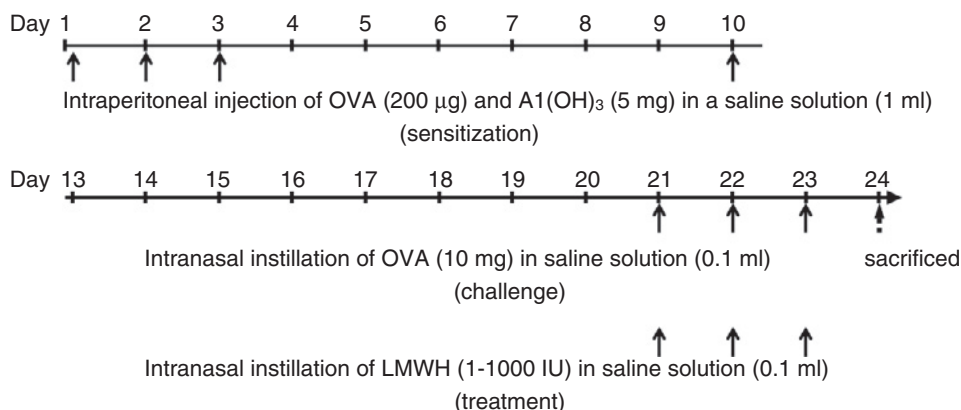 Day 1 2 3 4 5 6 7 8 9 10
Intraperitoneal injection of OVA (200 μg) and A1(OH)₃ (5 mg) in a saline solution (1 ml)
(sensitization)
Day 13 14 15 16 17 18 19 20 21 22 23 24
Intranasal instillation of OVA (10 mg) in saline solution (0.1 ml) sacrificed
(challenge)
Intranasal instillation of LMWH (1-1000 IU) in saline solution (0.1 ml)
(treatment)